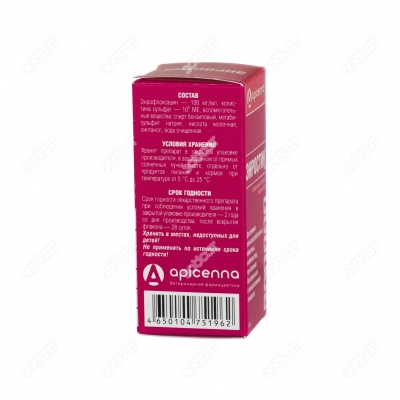 СОСТАВ
Энрофлоксацин — 100 мг/мл, колис-
тина сульфат — 10⁶ МЕ, вспомогатель-
ные вещества: спирт бензиловый, метаби-
сульфит натрия, кислота молочная,
пропиленгликоль, вода очищенная
УСЛОВИЯ ХРАНЕНИЯ
Хранят препарат в закрытой упаковке
производителя, в защищенном от прямых
солнечных лучей месте, отдельно от
продуктов питания и кормов при
температуре от 5 °С до 25 °С
СРОК ГОДНОСТИ
Срок годности лекарственного препарата
при соблюдении условий хранения в
закрытой упаковке производителя — 2 года
со дня производства, после вскрытия
флакона — 28 суток.
Хранить в местах, недоступных для
детей!
Не применять по истечении срока
годности!
apicenna
Ветеринарная фармацевтика
4 650104 751962